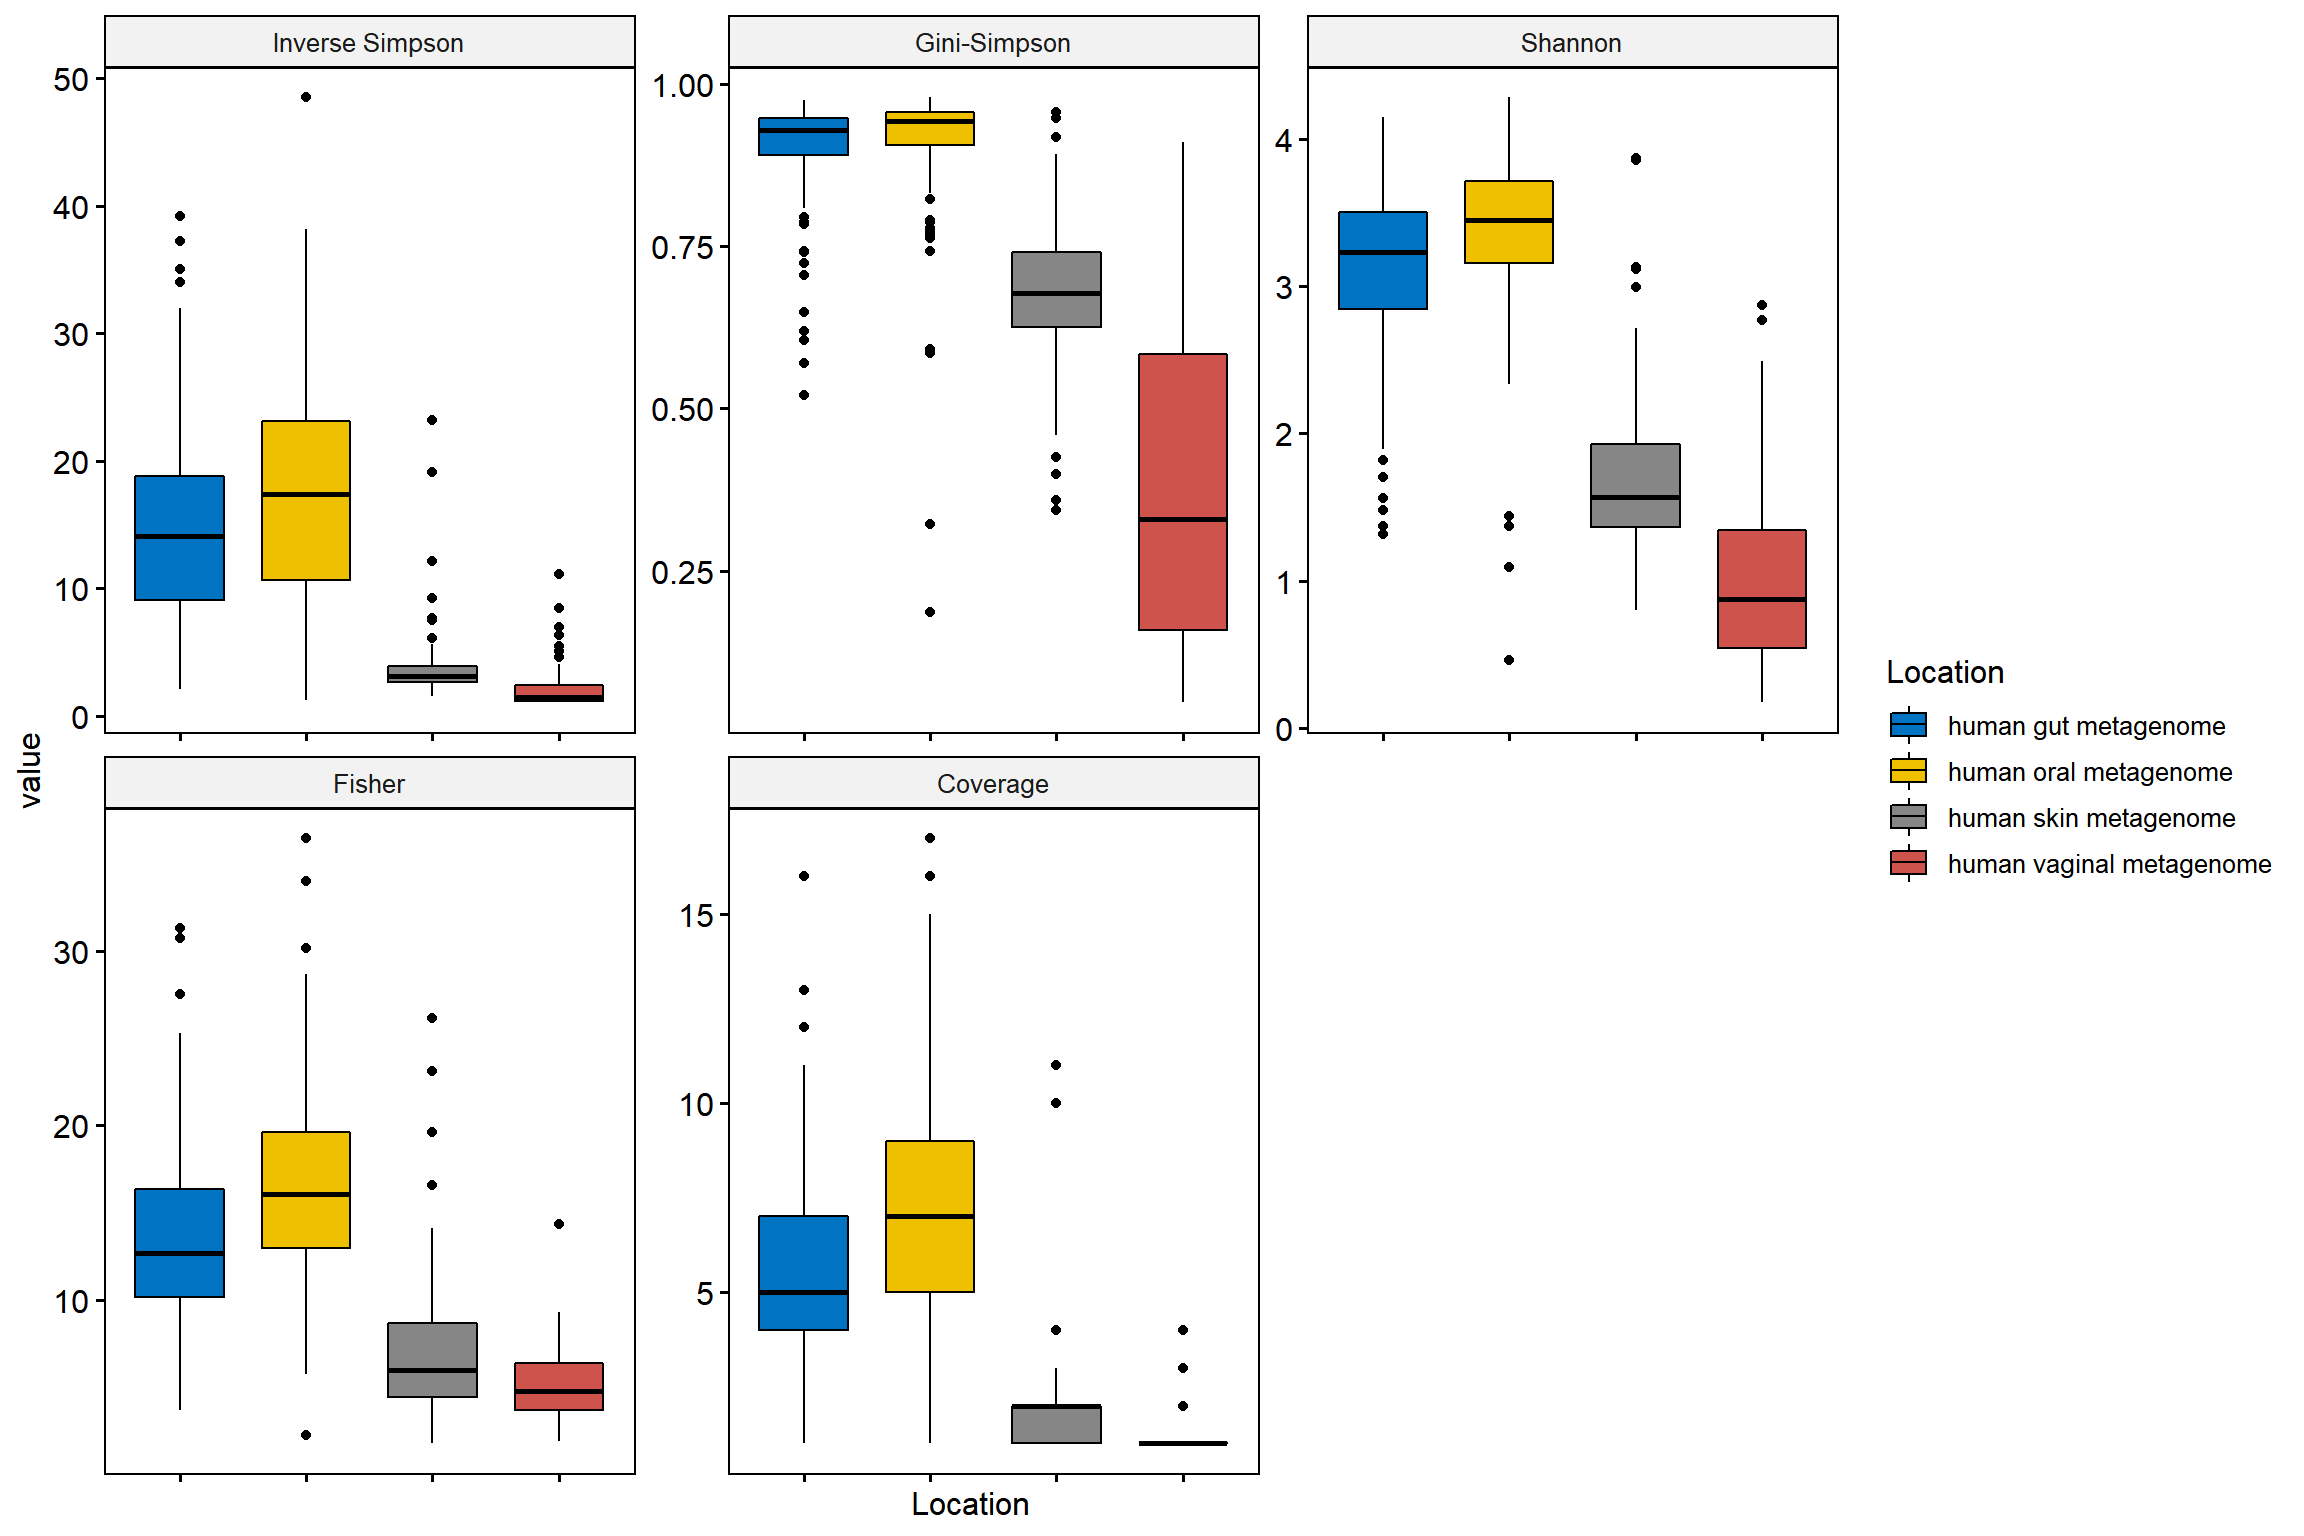 Inverse Simpson
Gini-Simpson
Shannon
50
40
30
20
10
0
1.00
0.75
0.50
0.25
4
3
2
1
0
value
Fisher
Coverage
30
20
10
15
10
5
Location
Location
human gut metagenome
human oral metagenome
human skin metagenome
human vaginal metagenome